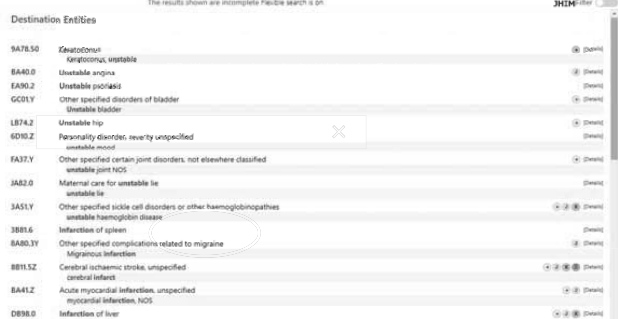 The results shown are incomplete Flexible search is on
JHIMFilter
Destination Entities
9A78.50 Keratoconus [Details]
Keratoconus, unstable
BA40.0 Unstable angina [Details]
EA90.2 Unstable psoriasis [Details]
GC01.Y Other specified disorders of bladder [Details]
Unstable bladder
LB74.2 Unstable hip [Details]
6D10.Z Personality disorder, severity unspecified [Details]
unstable mood
FA37.Y Other specified certain joint disorders, not elsewhere classified [Details]
unstable joint NOS
JA82.0 Maternal care for unstable lie [Details]
unstable lie
3A51.Y Other specified sickle cell disorders or other haemoglobinopathies [Details]
unstable haemoglobin disease
3B81.6 Infarction of spleen [Details]
8A80.3Y Other specified complications related to migraine [Details]
Migrainous Infarction
8B11.5Z Cerebral ischaemic stroke, unspecified [Details]
cerebral infarct
BA41.Z Acute myocardial infarction, unspecified [Details]
myocardial infarction, NOS
DB98.0 Infarction of liver [Details]